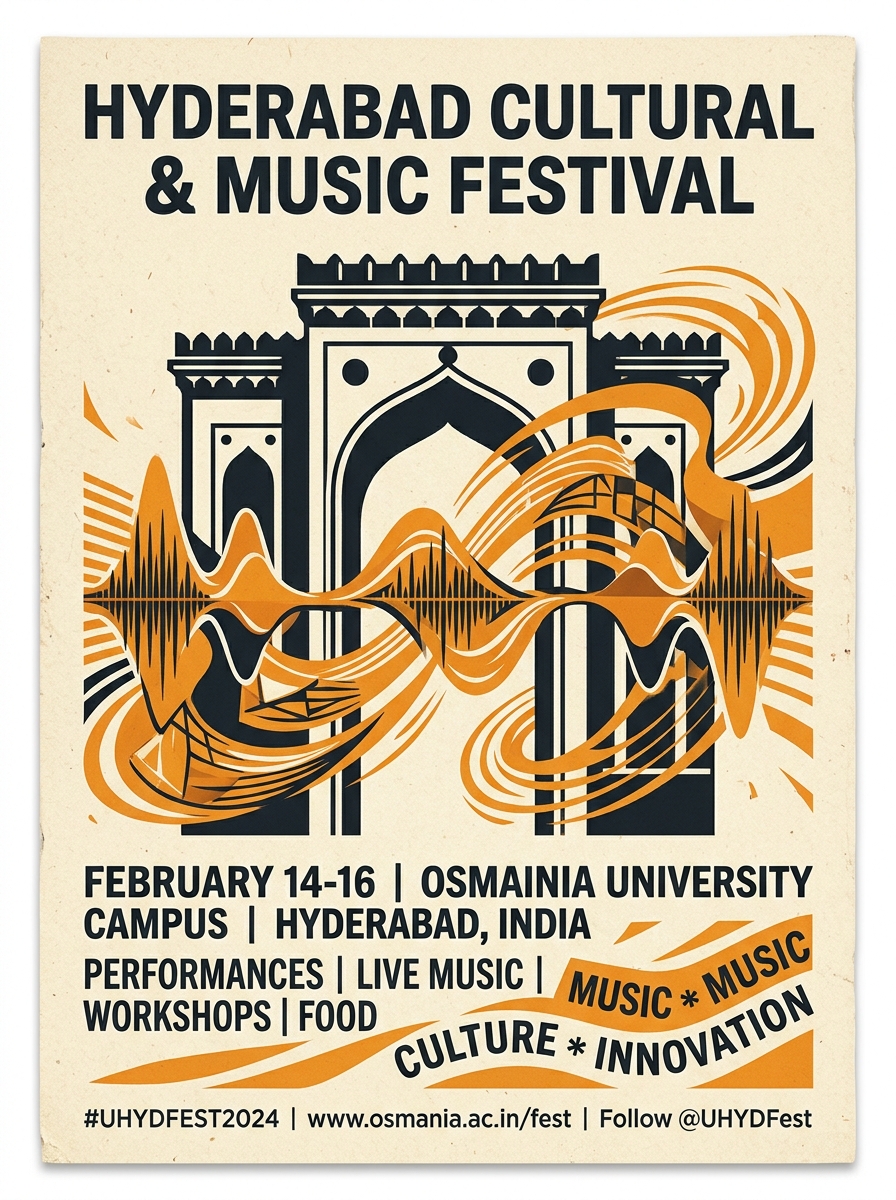 HYDERABAD CULTURAL
& MUSIC FESTIVAL
FEBRUARY 14-16 | OSMAINIA UNIVERSITY
CAMPUS | HYDERABAD, INDIA
PERFORMANCES | LIVE MUSIC |
WORKSHOPS | FOOD
MUSIC * MUSIC
CULTURE * INNOVATION
#UHYDFEST2024 | www.osmania.ac.in/fest | Follow @UHYDFest